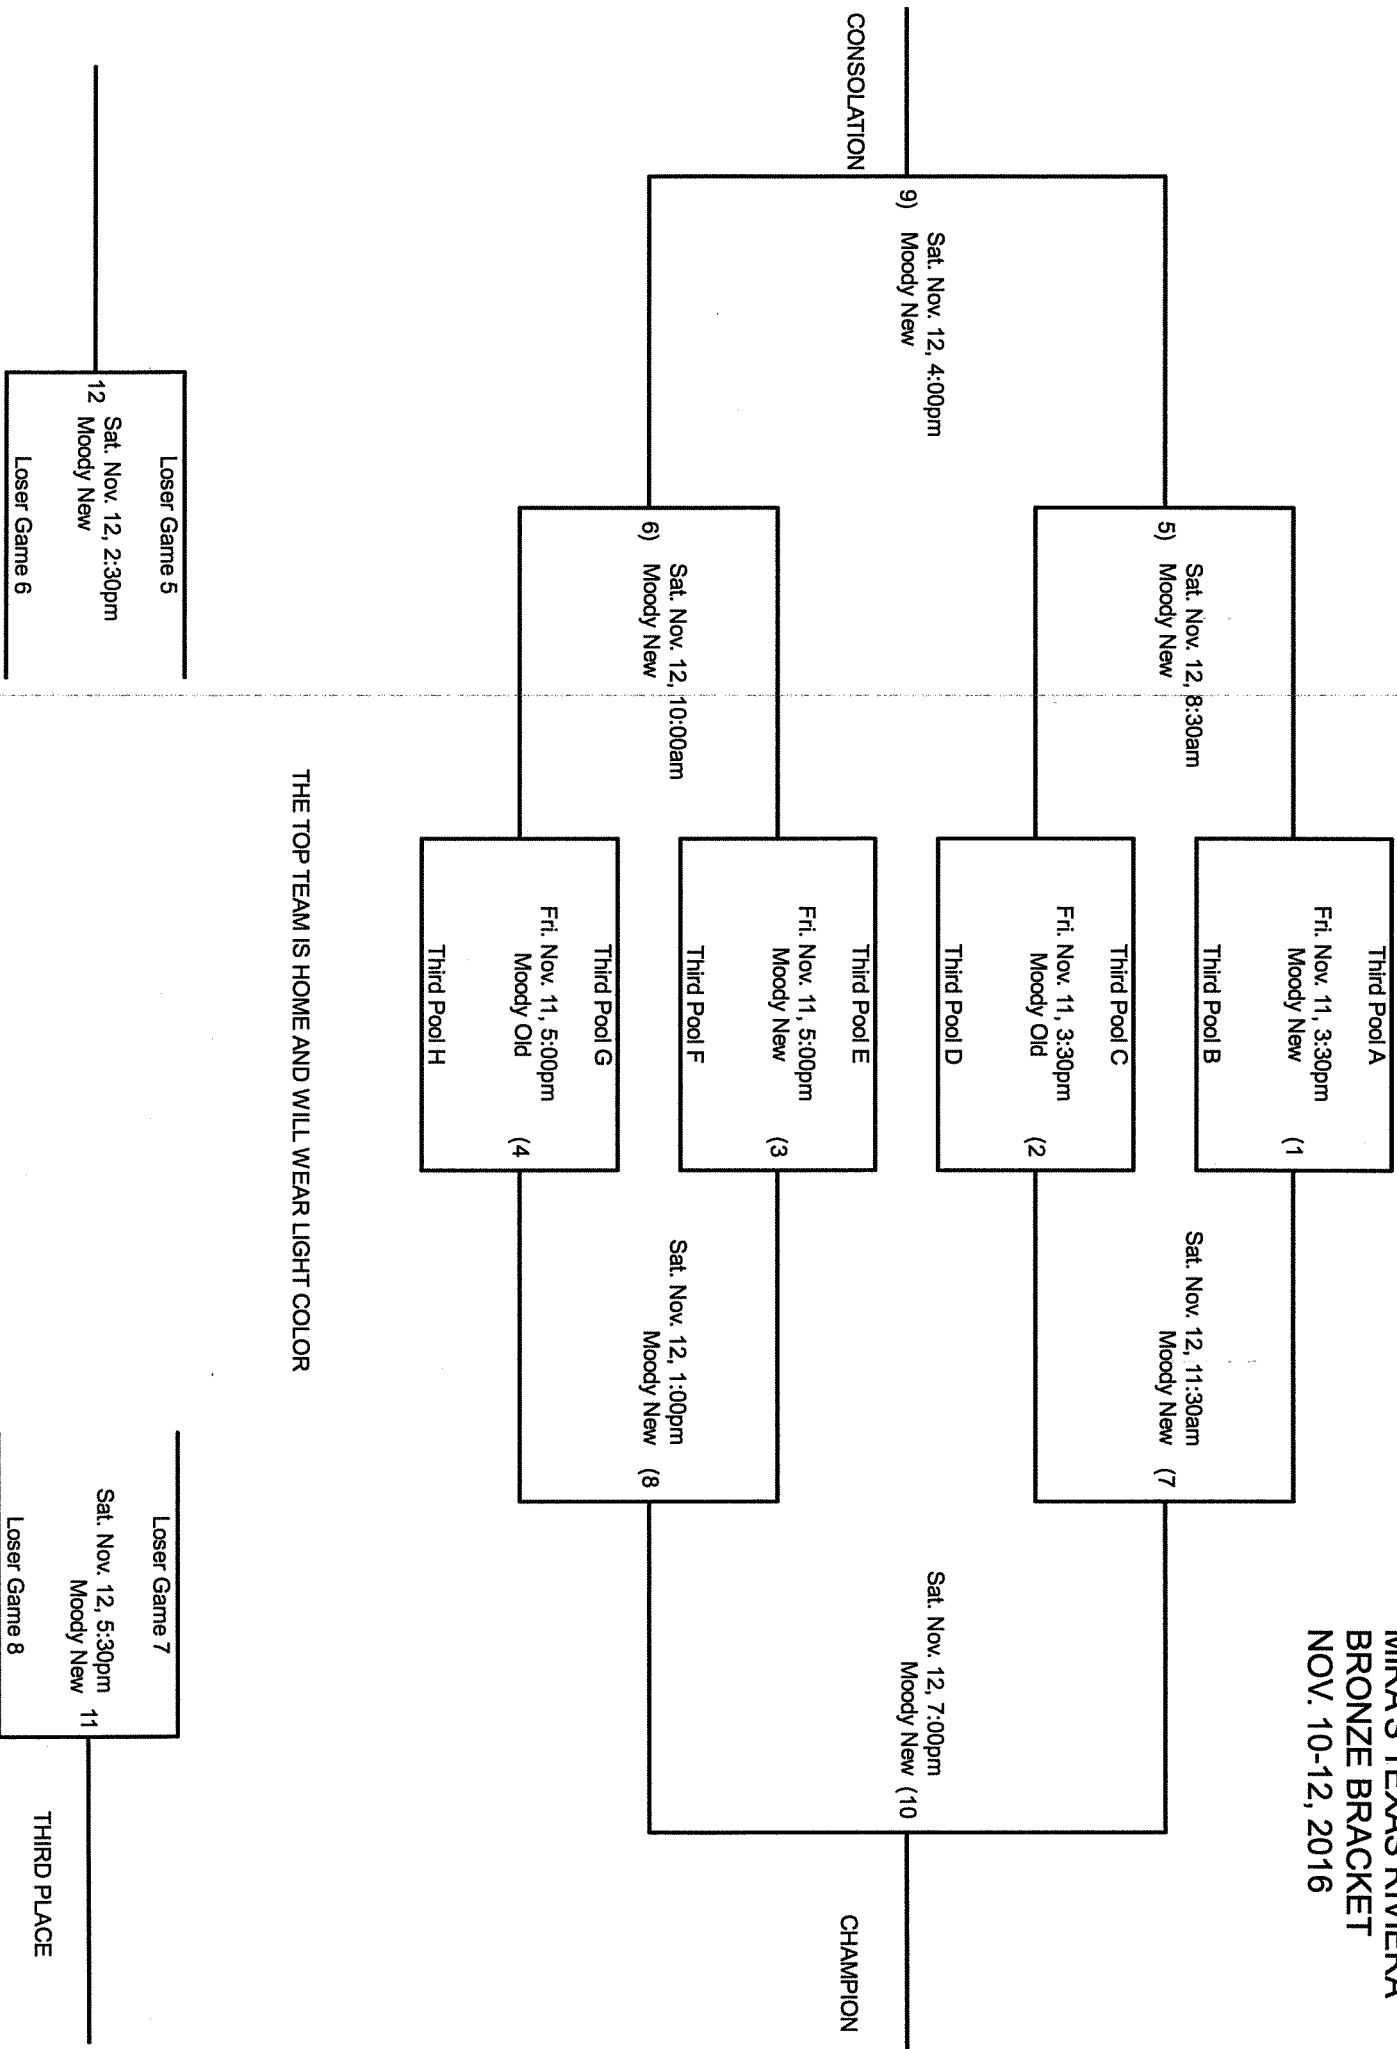 MIRA'S TEXAS RIVIERA
BRONZE BRACKET
NOV. 10-12, 2016
Third Pool A
Fri. Nov. 11, 3:30pm
Moody New
(1
Third Pool B
Sat. Nov. 12, 8:30am
5) Moody New
Sat. Nov. 12, 11:30am
Moody New (7
Third Pool C
Fri. Nov. 11, 3:30pm
Moody Old
(2
Third Pool D
Sat. Nov. 12, 4:00pm
9) Moody New
CONSOLATION
Sat. Nov. 12, 7:00pm
Moody New (10
CHAMPION
Third Pool E
Fri. Nov. 11, 5:00pm
Moody New
(3
Third Pool F
Sat. Nov. 12, 10:00am
6) Moody New
Sat. Nov. 12, 1:00pm
Moody New (8
Third Pool G
Fri. Nov. 11, 5:00pm
Moody Old
(4
Third Pool H
THE TOP TEAM IS HOME AND WILL WEAR LIGHT COLOR
Loser Game 5
Sat. Nov. 12, 2:30pm
12 Moody New
Loser Game 6
Loser Game 7
Sat. Nov. 12, 5:30pm
Moody New 11
Loser Game 8
THIRD PLACE